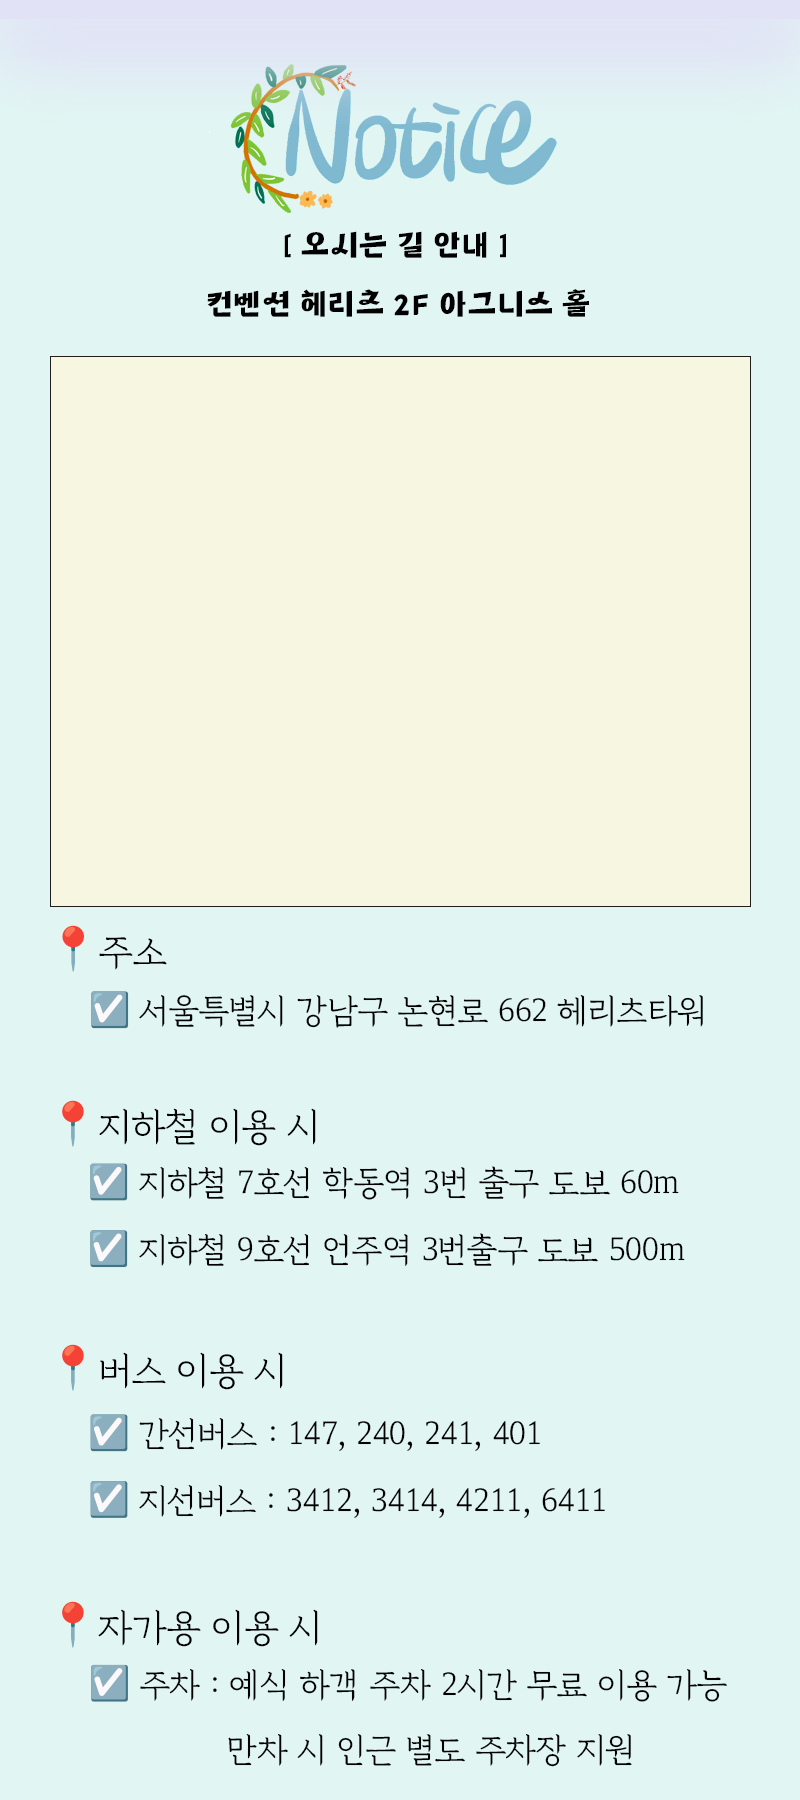 Notice
[ 오시는 길 안내 ]
컨벤션 헤리츠 2F 아그니스 홀
주소
서울특별시 강남구 논현로 662 헤리츠타워
지하철 이용 시
지하철 7호선 학동역 3번 출구 도보 60m
지하철 9호선 언주역 3번출구 도보 500m
버스 이용 시
간선버스 : 147, 240, 241, 401
지선버스 : 3412, 3414, 4211, 6411
자가용 이용 시
주차 : 예식 하객 주차 2시간 무료 이용 가능
만차 시 인근 별도 주차장 지원